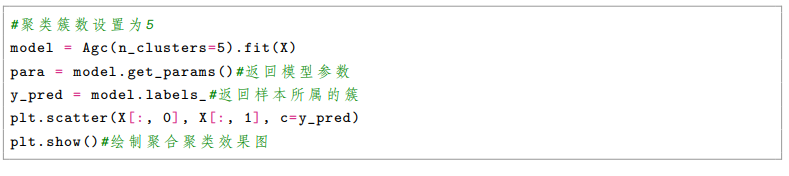 #聚类簇数设置为5
model = Agc(n_clusters=5).fit(X)
para = model.get_params()#返回模型参数
y_pred = model.labels_#返回样本所属的簇
plt.scatter(X[:, 0], X[:, 1], c=y_pred)
plt.show()#绘制聚合聚类效果图